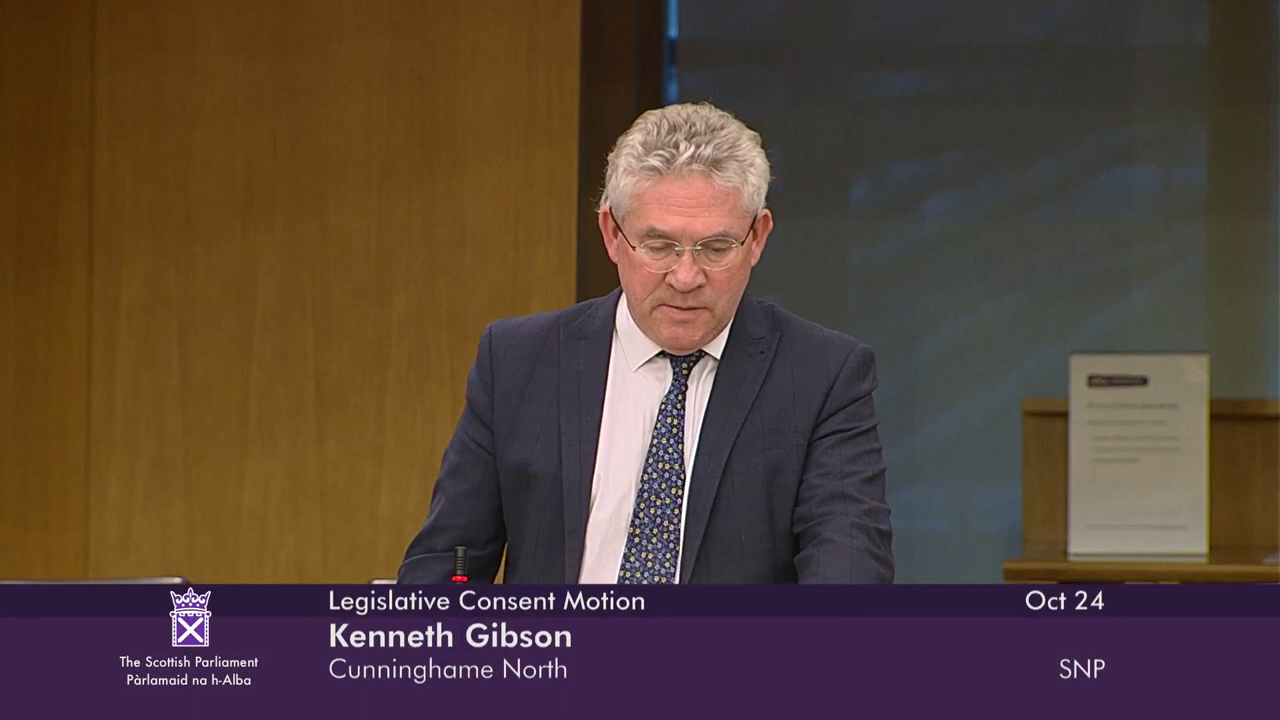 Legislative Consent Motion
Oct 24
Kenneth Gibson
Cunninghame North
SNP
The Scottish Parliament
Pàrlamaid na h-Alba